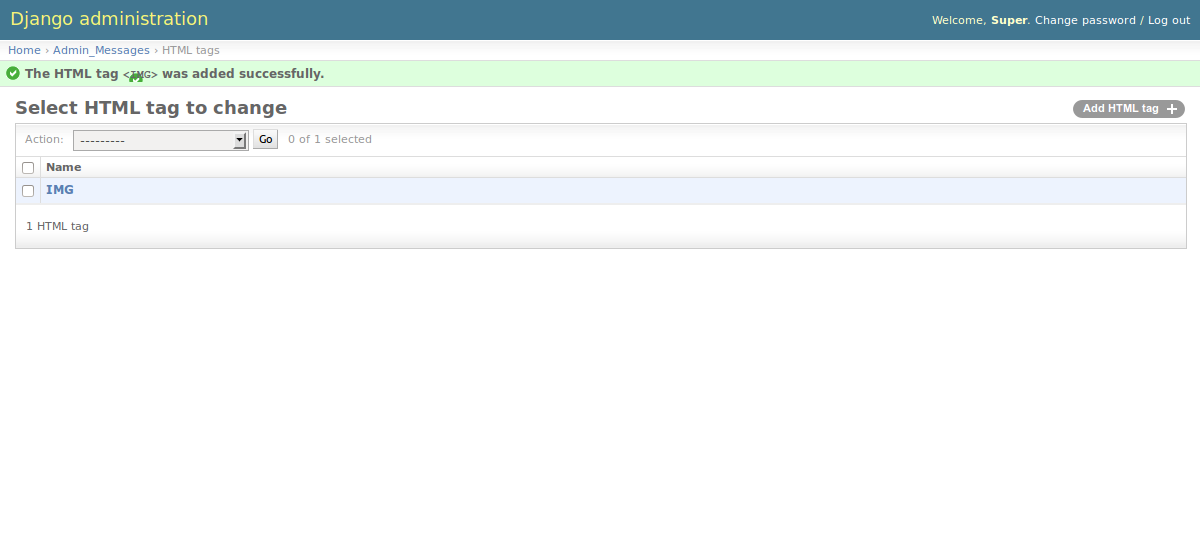 Django administration
Welcome, Super. Change password / Log out
Home › Admin_Messages › HTML tags
The HTML tag <IMG> was added successfully.
Select HTML tag to change
Add HTML tag +
Action: --------- Go 0 of 1 selected
Name
IMG
1 HTML tag